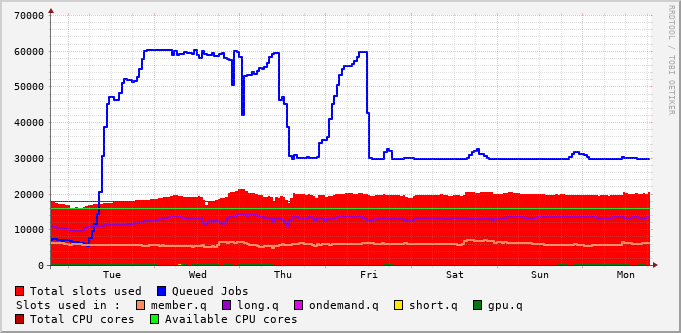 70000
60000
50000
40000
30000
20000
10000
0
Tue Wed Thu Fri Sat Sun Mon
RRDTOOL / TOBI OETIKER
Total slots used Queued Jobs
Slots used in : member.q long.q ondemand.q short.q gpu.q
Total CPU cores Available CPU cores